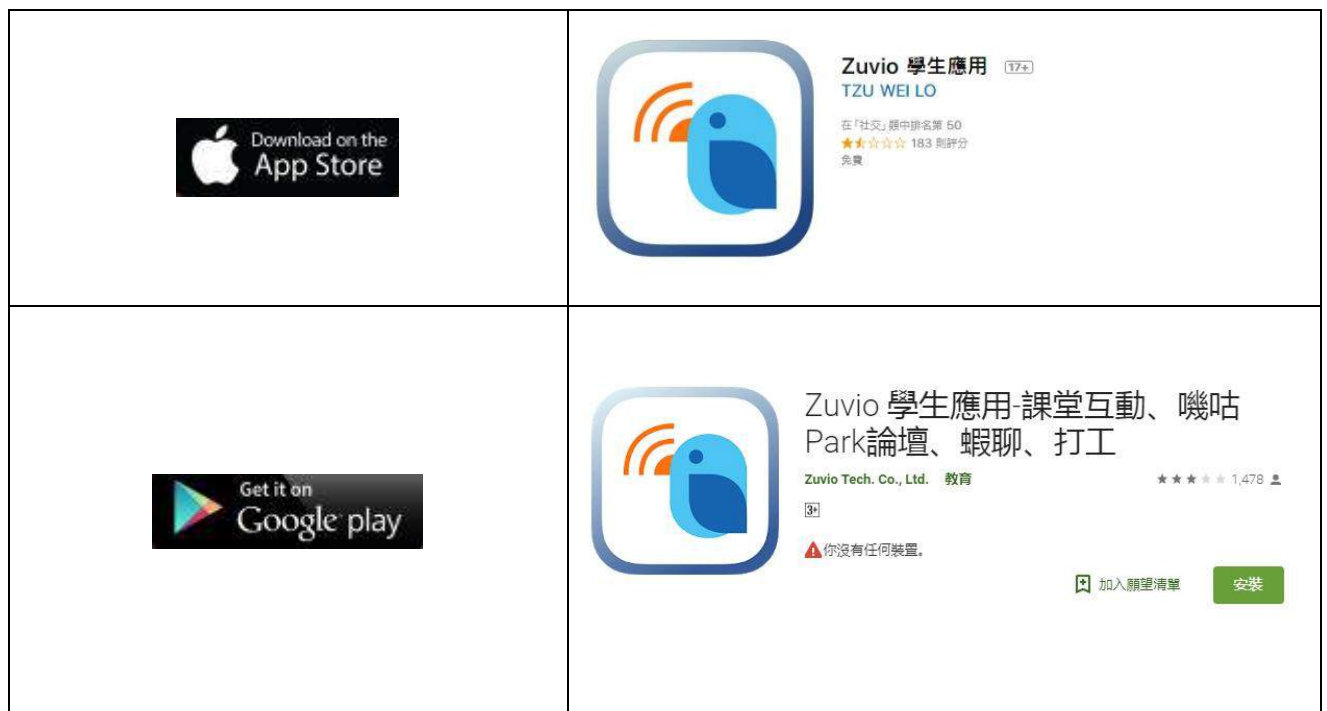 Download on the
App Store
Zuvio 學生應用 17+
TZU WEI LO
在「社交」類中排名第 50
★★☆☆☆ 183 則評分
免費
Get it on
Google play
Zuvio 學生應用-課堂互動、嘰咕
Park論壇、蝦聊、打工
Zuvio Tech. Co., Ltd. 教育 ★★★★★ 1,478
3+
你沒有任何裝置。
加入願望清單 安裝